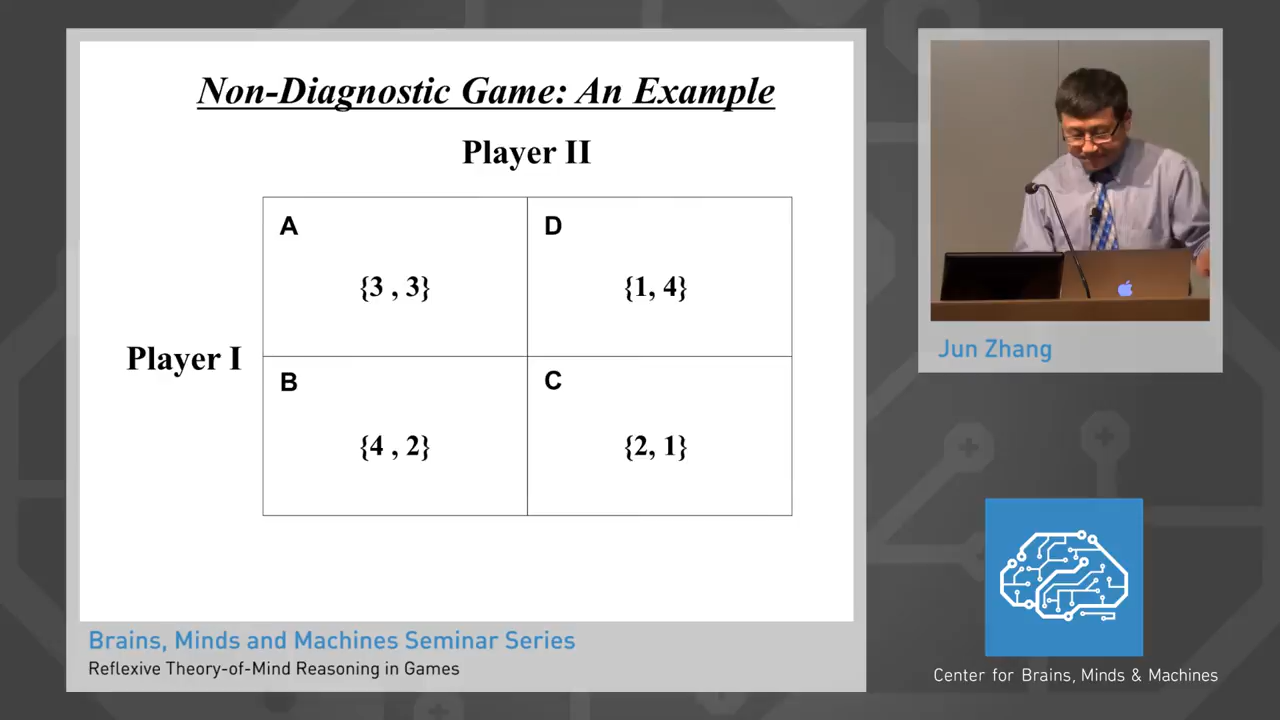 Non-Diagnostic Game: An Example
Player II
A
D
{3 , 3}
{1, 4}
Player I
B
C
{4 , 2}
{2, 1}
Jun Zhang
Brains, Minds and Machines Seminar Series
Reflexive Theory-of-Mind Reasoning in Games
Center for Brains, Minds & Machines